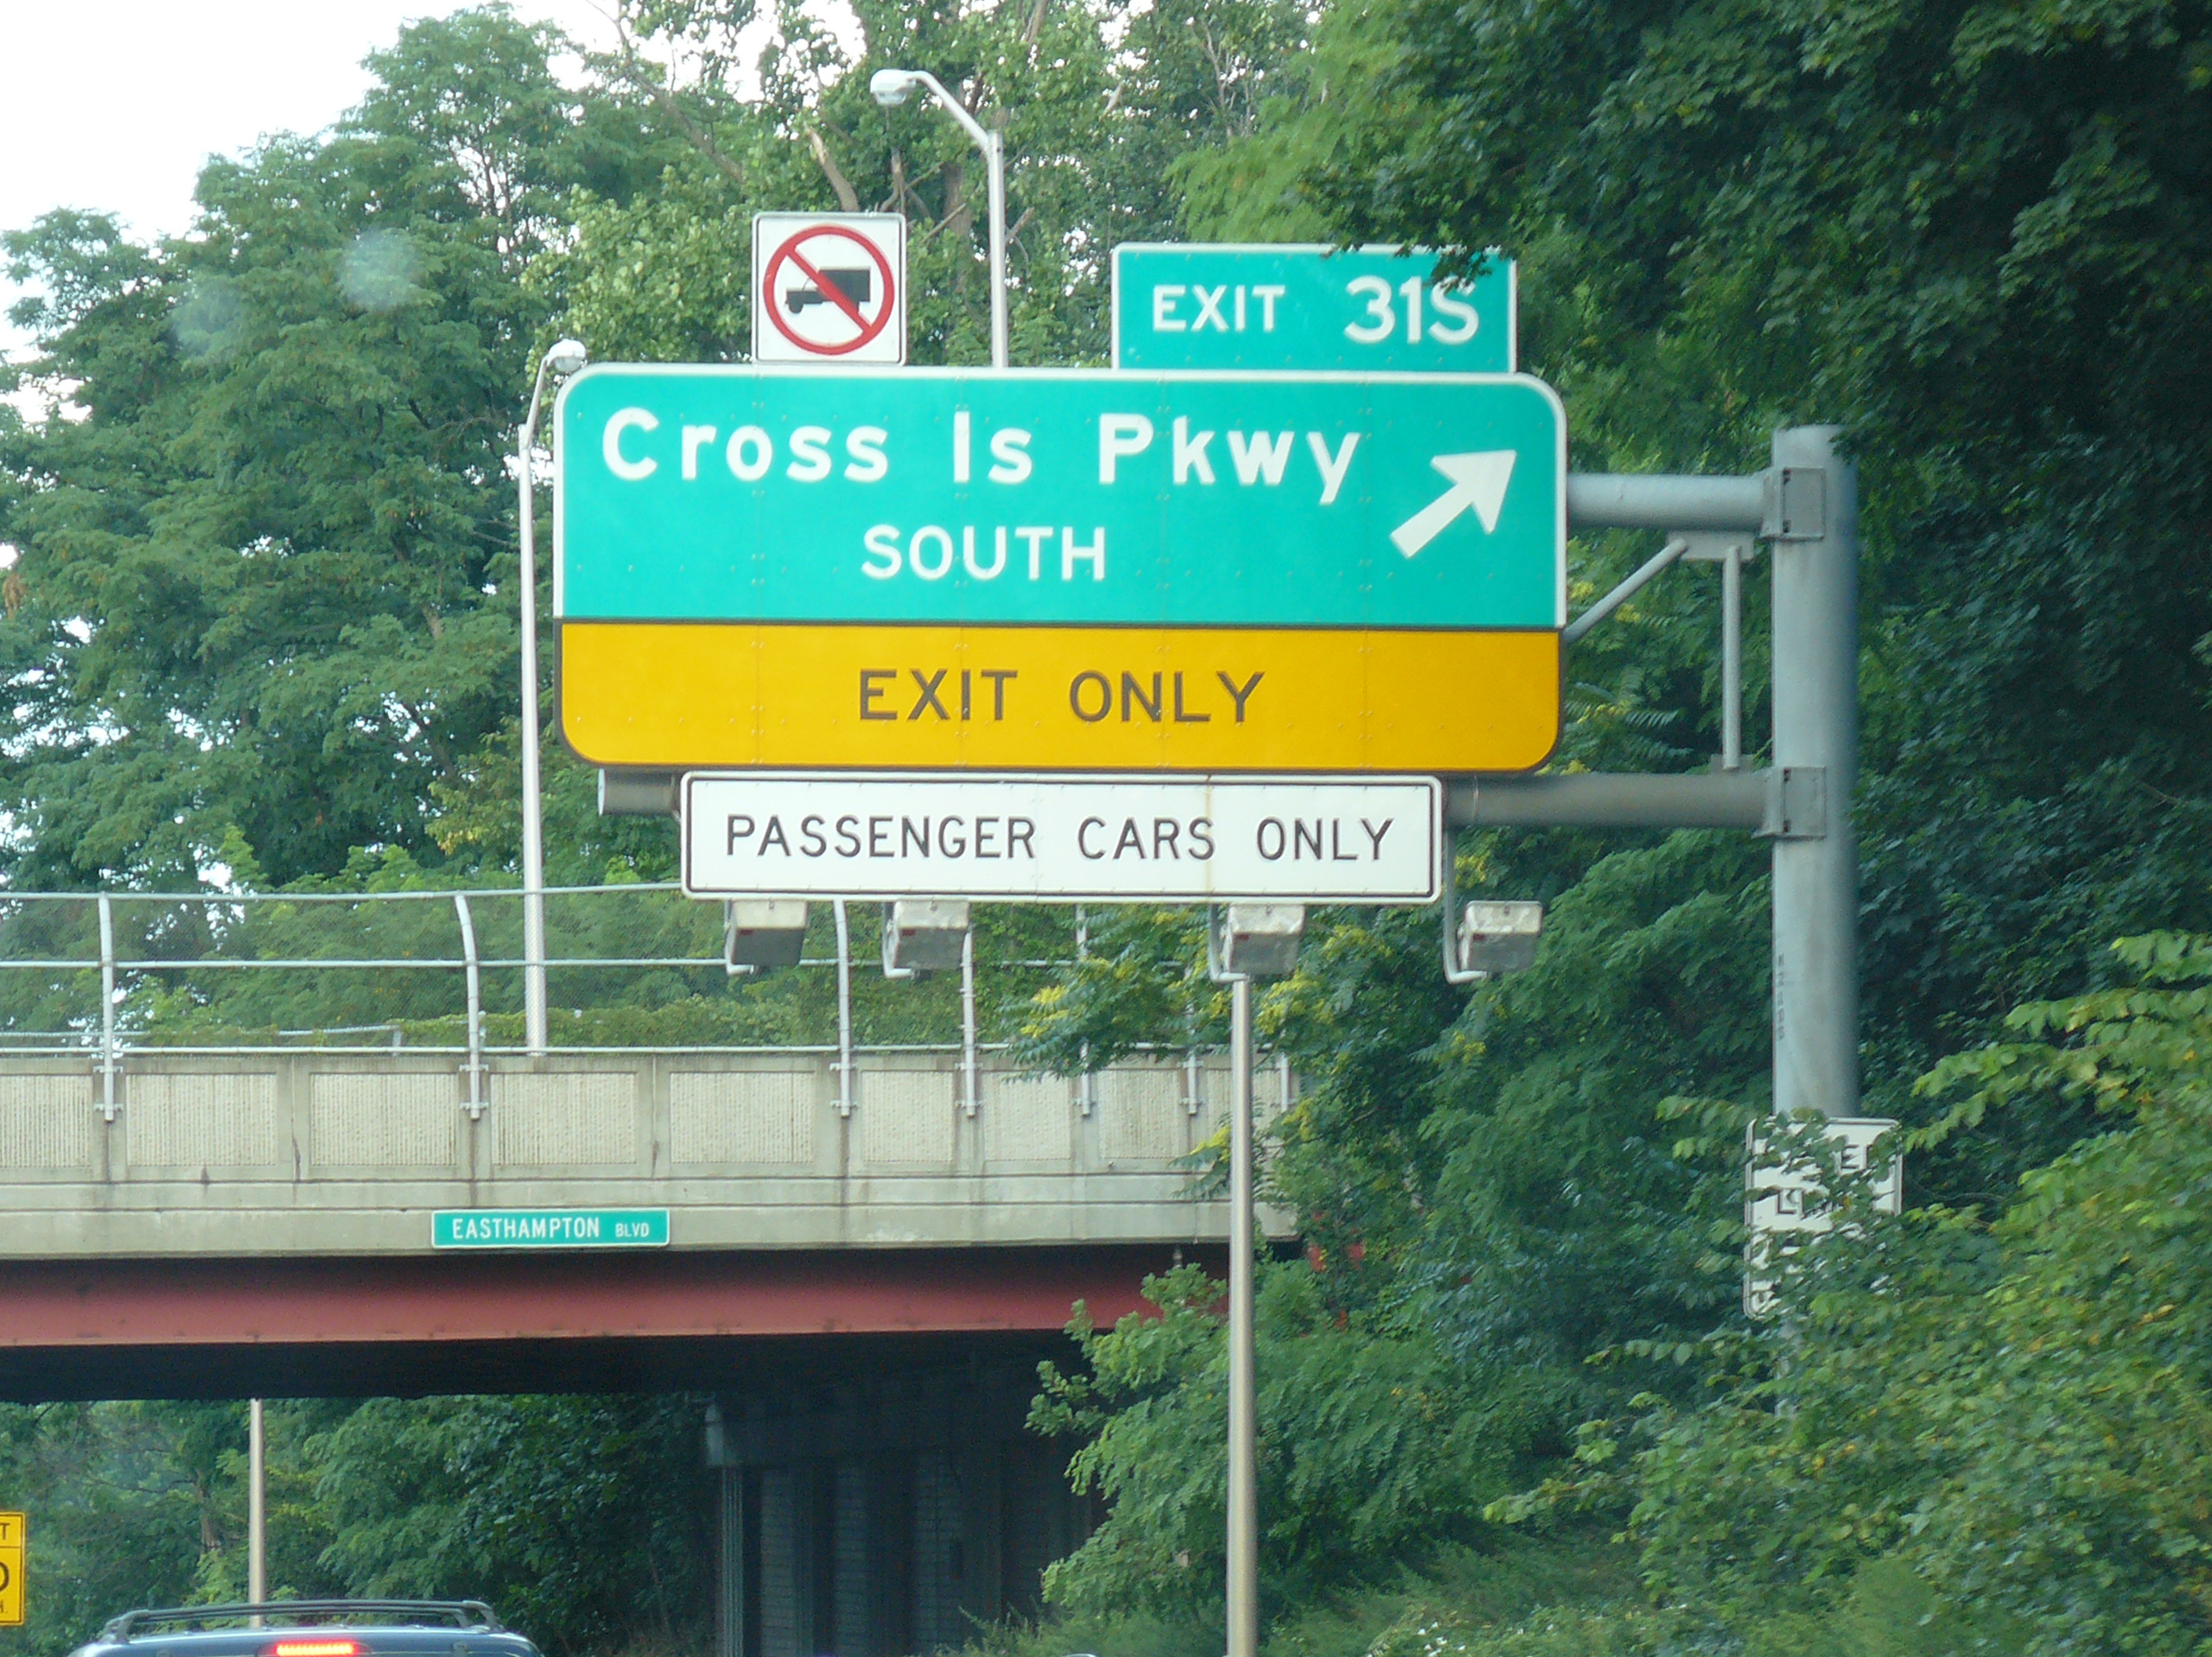 EXIT 31S
Cross Is Pkwy
SOUTH
EXIT ONLY
PASSENGER CARS ONLY
EASTHAMPTON BLVD